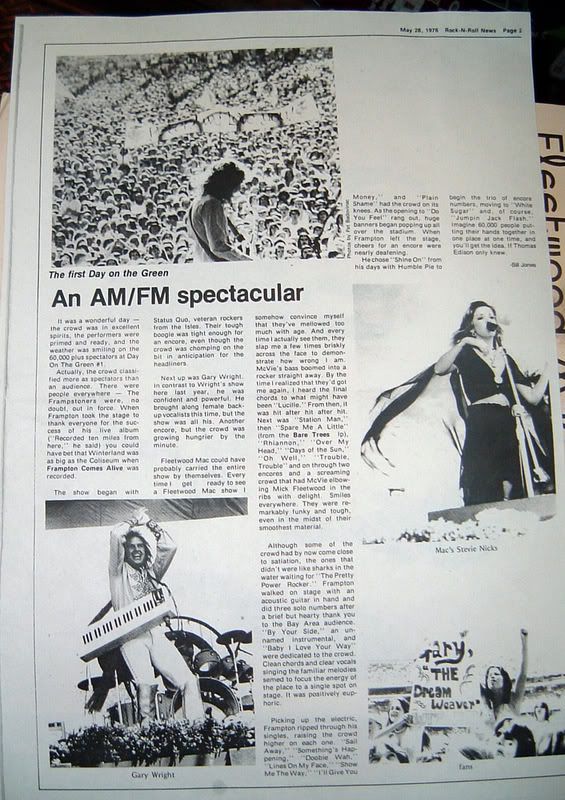 May 28, 1976 Rock-N-Roll News Page 2
The first Day on the Green
An AM/FM spectacular
It was a wonderful day —
the crowd was in excellent
spirits, the performers were
primed and ready, and the
weather was smiling on the
60,000 plus spectators at Day
On The Green #1.
Actually, the crowd classi-
fied more as spectators than
an audience. There were
people everywhere — The
Framptoners were, no
doubt, out in force. When
Frampton took the stage to
thank everyone for the suc-
cess of his live album
("Recorded ten miles from
here," he said) you could
have bet that Winterland was
as big as the Coliseum when
Frampton Comes Alive was
recorded.
The show began with
Status Quo, veteran rockers
from the Isles. Their tough
boogie was tight enough for
an encore, even though the
crowd was chomping on the
bit in anticipation for the
headliners.
Next up was Gary Wright.
In contrast to Wright's show
here last year, he was
confident and powerful. He
brought along female back-
up vocalists this time, but the
show was all his. Another
encore, but the crowd was
growing hungrier by the
minute.
Fleetwood Mac could have
probably carried the entire
show by themselves. Every
time I get ready to see
a Fleetwood Mac show I
somehow convince myself
that they've mellowed too
much with age. And every
time I actually see them, they
slap me a few times briskly
across the face to demon-
strate how wrong I am.
McVie's bass boomed into a
rocker straight away. By the
time I realized that they'd got
me again, I heard the final
chords to what might have
been "Lucille." From then, it
was hit after hit after hit.
Next was "Station Man,"
then "Spare Me A Little"
(from the Bare Trees lp),
"Rhiannon," "Over My
Head," "Days of the Sun,"
"Oh Well," "Trouble,
Trouble" and on through two
encores and a screaming
crowd that had McVie elbow-
ing Mick Fleetwood in the
ribs with delight. Smiles
everywhere. They were re-
markably funky and tough,
even in the midst of their
smoothest material.
Although some of the
crowd had by now come close
to satiation, the ones that
didn't were like sharks in the
water waiting for "The Pretty
Power Rocker." Frampton
walked on stage with an
acoustic guitar in hand and
did three solo numbers after
a brief but hearty thank you
to the Bay Area audience.
"By Your Side," an un-
named instrumental, and
"Baby I Love Your Way"
were dedicated to the crowd.
Clean chords and clear vocals
singing the familiar melodies
semed to focus the energy of
the place to a single spot on
stage. It was positively eup-
horic.
Picking up the electric,
Frampton ripped through his
singles, raising the crowd
higher on each one. "Sail
Away," "Something's Hap-
pening," "Doobie Wah,"
"Lines On My Face," "Show
Me The Way," "I'll Give You
Money," and "Plain
Shame" had the crowd on its
knees. As the opening to "Do
You Feel" rang out, huge
banners began popping up all
over the stadium. When
Frampton left the stage,
cheers for an encore were
nearly deafening.
He chose "Shine On" from
his days with Humble Pie to
begin the trio of encore
numbers, moving to "White
Sugar" and, of course,
"Jumpin Jack Flash."
Imagine 60,000 people put-
ting their hands together in
one place at one time, and
you'll get the idea. If Thomas
Edison only knew.
-Bill Jones
Mac's Stevie Nicks
Gary Wright
Gary,
"THE
Dream
Weaver"
fans